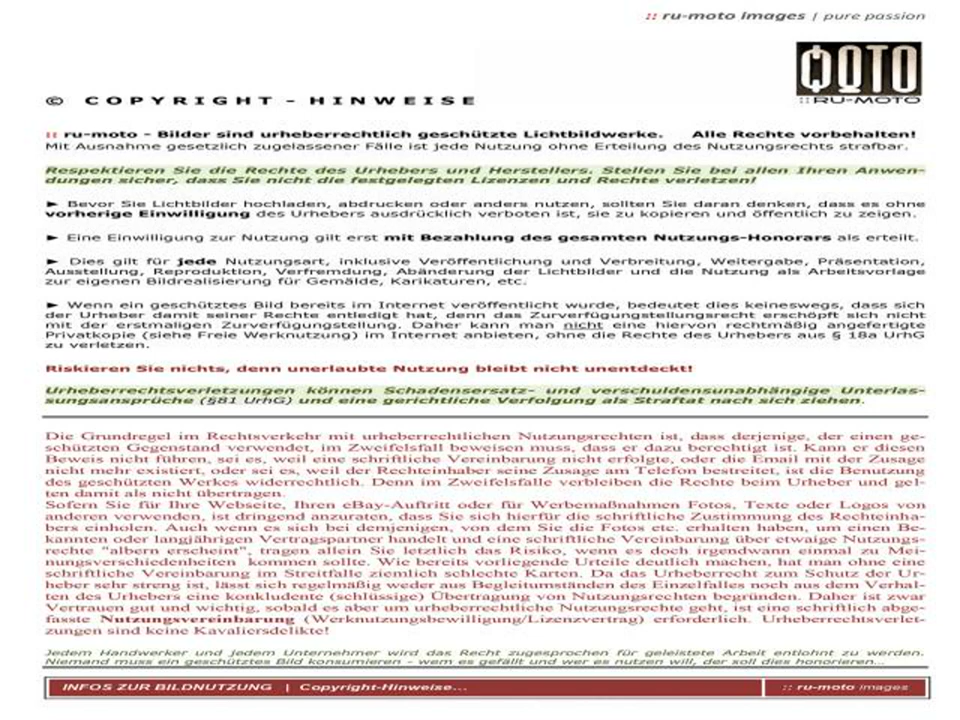 :: ru-moto images | pure passion
QOTO
::RU-MOTO
© COPYRIGHT - HINWEISE
:: ru-moto - Bilder sind urheberrechtlich geschützte Lichtbildwerke. Alle Rechte vorbehalten!
Mit Ausnahme gesetzlich zugelassener Fälle ist jede Nutzung ohne Erteilung des Nutzungsrechts strafbar.
Respektieren Sie die Rechte des Urhebers und Herstellers. Stellen Sie bei allen Ihren Anwen-
dungen sicher, dass Sie nicht die festgelegten Lizenzen und Rechte verletzen!
► Bevor Sie Lichtbilder hochladen, abdrucken oder anders nutzen, sollten Sie daran denken, dass es ohne
vorherige Einwilligung des Urhebers ausdrücklich verboten ist, sie zu kopieren und öffentlich zu zeigen.
► Eine Einwilligung zur Nutzung gilt erst mit Bezahlung des gesamten Nutzungs-Honorars als erteilt.
► Dies gilt für jede Nutzungsart, inklusive Veröffentlichung und Verbreitung, Weitergabe, Präsentation,
Ausstellung, Reproduktion, Verfremdung, Abänderung der Lichtbilder und die Nutzung als Arbeitsvorlage
zur eigenen Bildrealisierung für Gemälde, Karikaturen, etc.
► Wenn ein geschütztes Bild bereits im Internet veröffentlicht wurde, bedeutet dies keineswegs, dass sich
der Urheber damit seiner Rechte entledigt hat, denn das Zurverfügungstellungsrecht erschöpft sich nicht
mit der erstmaligen Zurverfügungstellung. Daher kann man nicht eine hiervon rechtmäßig angefertigte
Privatkopie (siehe Freie Werknutzung) im Internet anbieten, ohne die Rechte des Urhebers aus § 18a UrhG
zu verletzen.
Riskieren Sie nichts, denn unerlaubte Nutzung bleibt nicht unentdeckt!
Urheberrechtsverletzungen können Schadensersatz- und verschuldensunabhängige Unterlas-
sungsansprüche (§81 UrhG) und eine gerichtliche Verfolgung als Straftat nach sich ziehen.
Die Grundregel im Rechtsverkehr mit urheberrechtlichen Nutzungsrechten ist, dass derjenige, der einen ge-
schützten Gegenstand verwendet, im Zweifelsfall beweisen muss, dass er dazu berechtigt ist. Kann er diesen
Beweis nicht führen, sei es, weil eine schriftliche Vereinbarung nicht erfolgte, oder die Email mit der Zusage
nicht mehr existiert, oder sei es, weil der Rechteinhaber seine Zusage am Telefon bestreitet, ist die Benutzung
des geschützten Werkes widerrechtlich. Denn im Zweifelsfalle verbleiben die Rechte beim Urheber und gel-
ten damit als nicht übertragen.
Sofern Sie für Ihre Webseite, Ihren eBay-Auftritt oder für Werbemaßnahmen Fotos, Texte oder Logos von
anderen verwenden, ist dringend anzuraten, dass Sie sich hierfür die schriftliche Zustimmung des Rechteinha-
bers einholen. Auch wenn es sich bei demjenigen, von dem Sie die Fotos etc. erhalten haben, um einen Be-
kannten oder langjährigen Vertragspartner handelt und eine schriftliche Vereinbarung über etwaige Nutzungs-
rechte "albern erscheint", tragen allein Sie letztlich das Risiko, wenn es doch irgendwann einmal zu Mei-
nungsverschiedenheiten kommen sollte. Wie bereits vorliegende Urteile deutlich machen, hat man ohne eine
schriftliche Vereinbarung im Streitfalle ziemlich schlechte Karten. Da das Urheberrecht zum Schutz der Ur-
heber sehr streng ist, lässt sich regelmäßig weder aus Begleitumständen des Einzelfalles noch aus dem Verhal-
ten des Urhebers eine konkludente (schlüssige) Übertragung von Nutzungsrechten begründen. Daher ist zwar
Vertrauen gut und wichtig, sobald es aber um urheberrechtliche Nutzungsrechte geht, ist eine schriftlich abge-
fasste Nutzungsvereinbarung (Werknutzungsbewilligung/Lizenzvertrag) erforderlich. Urheberrechtsverlet-
zungen sind keine Kavaliersdelikte!
Jedem Handwerker und jedem Unternehmer wird das Recht zugesprochen für geleistete Arbeit entlohnt zu werden.
Niemand muss ein geschütztes Bild konsumieren - wem es gefällt und wer es nutzen will, der soll dies honorieren...
INFOS ZUR BILDNUTZUNG | Copyright-Hinweise... :: ru-moto images